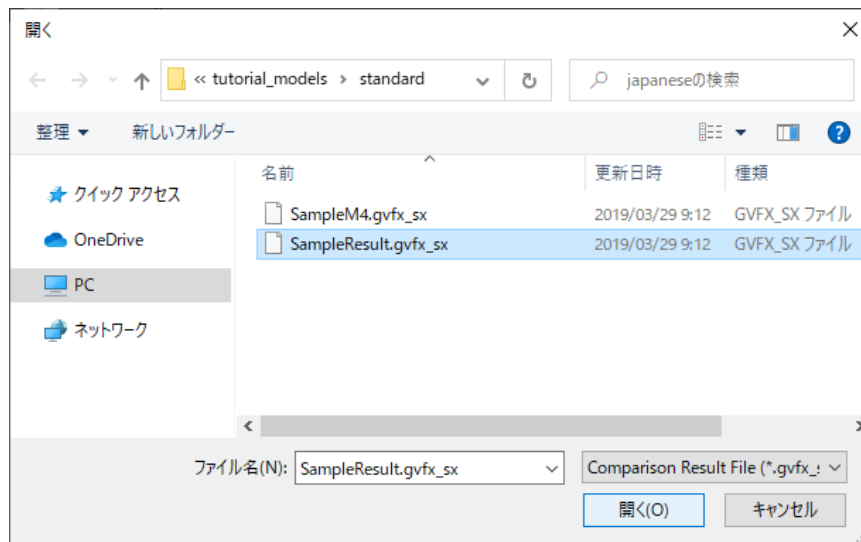 開く
« tutorial_models › standard
japaneseの検索
整理 新しいフォルダー
名前 更新日時 種類
クイック アクセス
OneDrive
PC
ネットワーク
SampleM4.gvfx_sx 2019/03/29 9:12 GVFX_SX ファイル
SampleResult.gvfx_sx 2019/03/29 9:12 GVFX_SX ファイル
ファイル名(N): SampleResult.gvfx_sx Comparison Result File (*.gvfx_s
開く(O) キャンセル